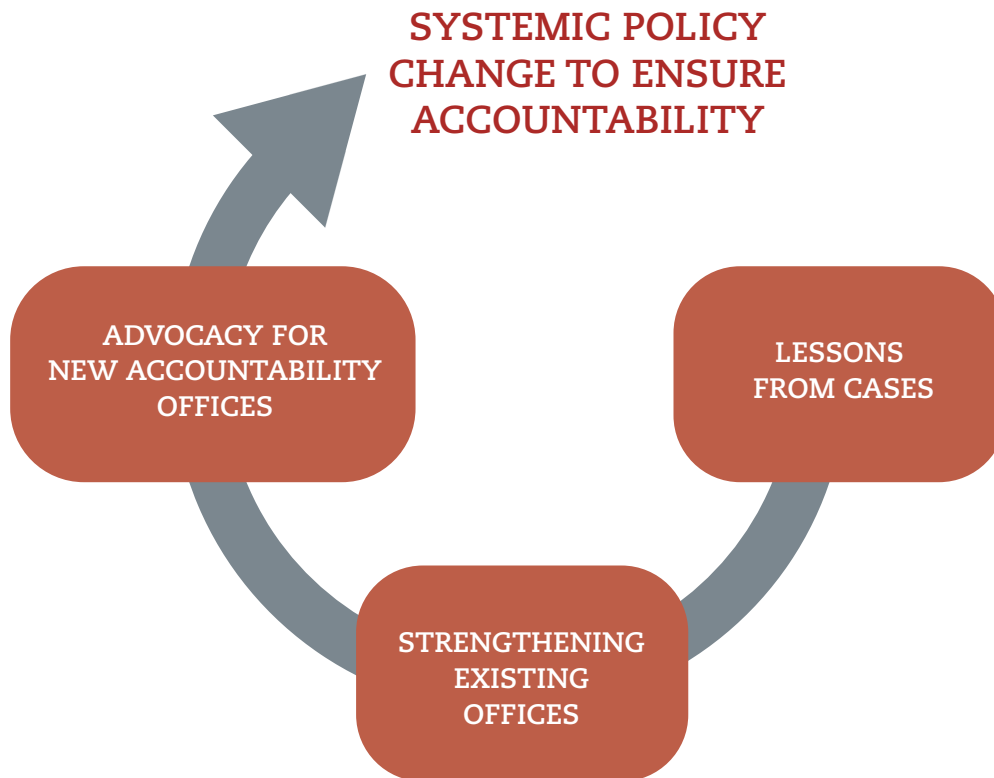 SYSTEMIC POLICY
CHANGE TO ENSURE
ACCOUNTABILITY
ADVOCACY FOR
NEW ACCOUNTABILITY
OFFICES
LESSONS
FROM CASES
STRENGTHENING
EXISTING
OFFICES